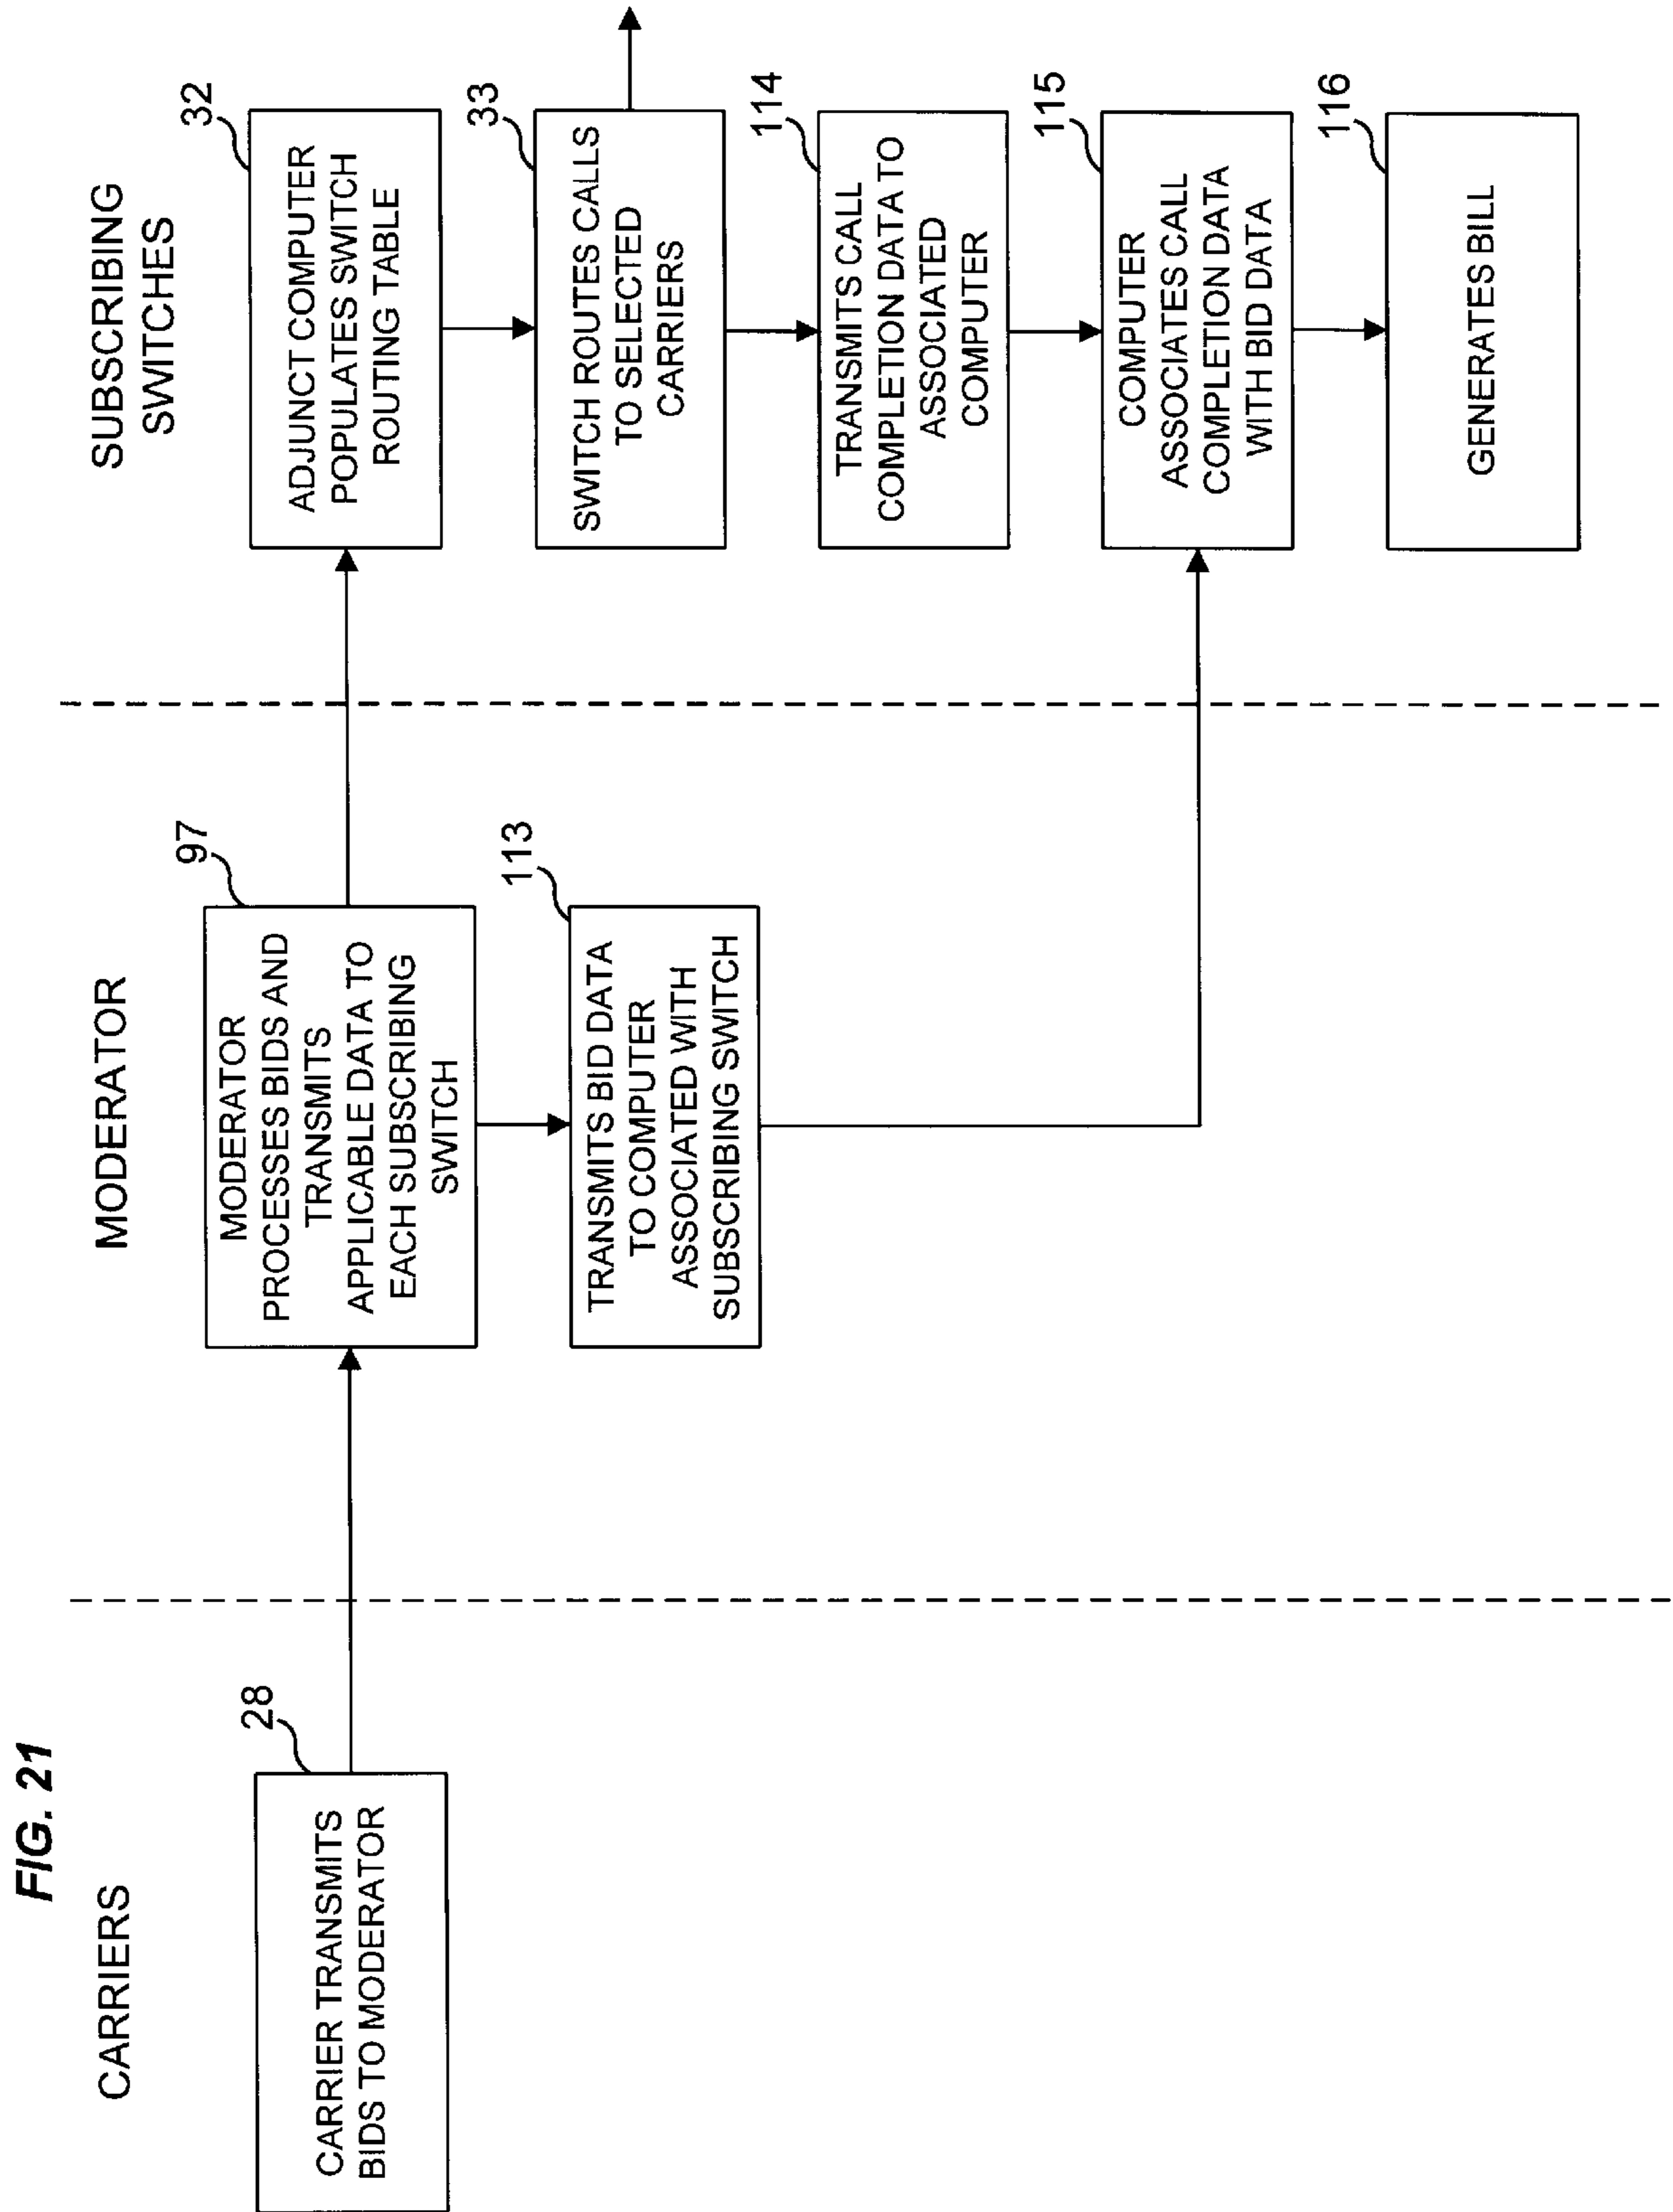 FIG. 21
CARRIERS
28
CARRIER TRANSMITS
BIDS TO MODERATOR
MODERATOR
97
MODERATOR
PROCESSES BIDS AND
TRANSMITS
APPLICABLE DATA TO
EACH SUBSCRIBING
SWITCH
113
TRANSMITS BID DATA
TO COMPUTER
ASSOCIATED WITH
SUBSCRIBING SWITCH
SUBSCRIBING
SWITCHES
32
ADJUNCT COMPUTER
POPULATES SWITCH
ROUTING TABLE
33
SWITCH ROUTES CALLS
TO SELECTED
CARRIERS
114
TRANSMITS CALL
COMPLETION DATA TO
ASSOCIATED
COMPUTER
115
COMPUTER
ASSOCIATES CALL
COMPLETION DATA
WITH BID DATA
116
GENERATES BILL